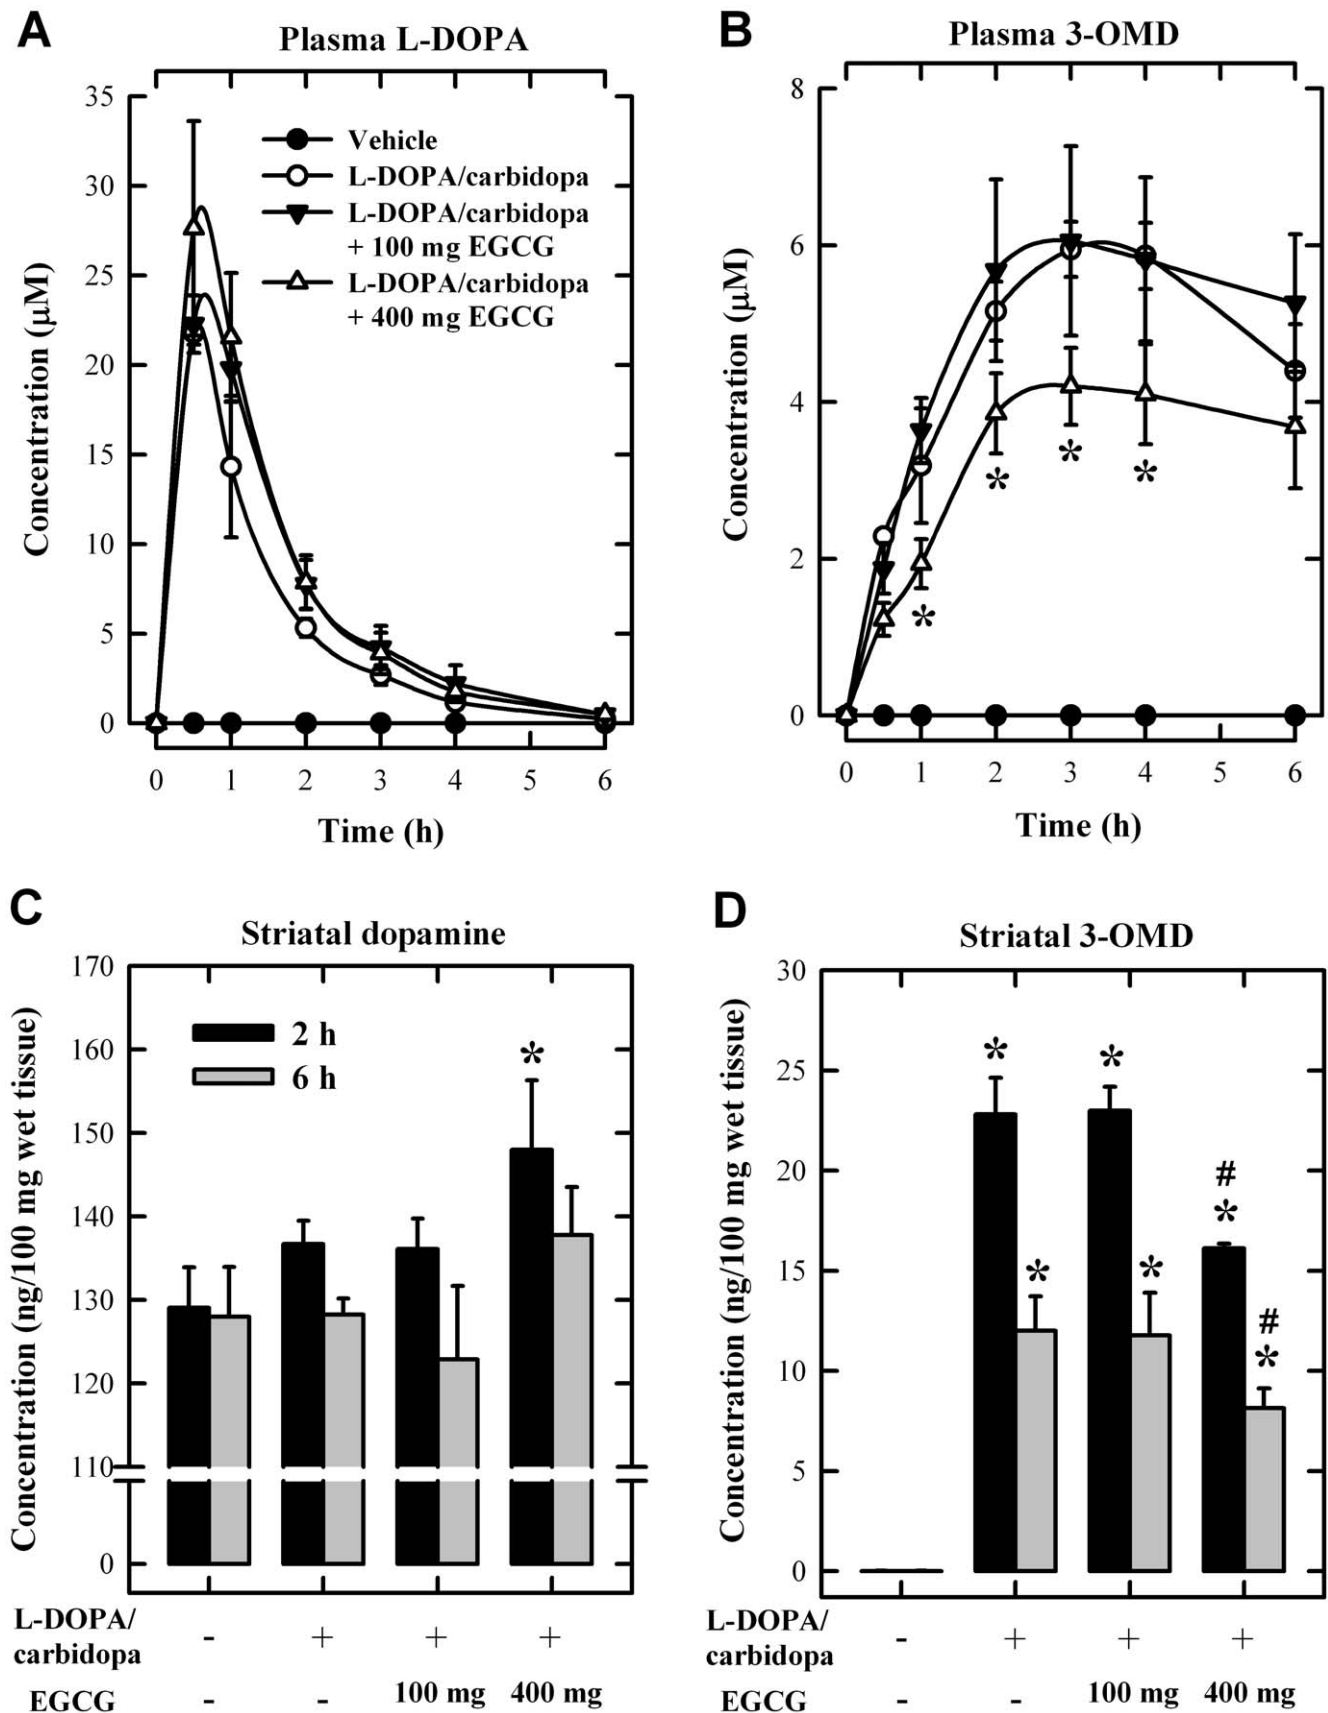 A
Plasma L-DOPA
35
30
25
20
15
10
5
0
Concentration (µM)
Vehicle
L-DOPA/carbidopa
L-DOPA/carbidopa
+ 100 mg EGCG
L-DOPA/carbidopa
+ 400 mg EGCG
0 1 2 3 4 5 6
Time (h)
B
Plasma 3-OMD
8
6
4
2
0
Concentration (µM)
*
*
*
*
0 1 2 3 4 5 6
Time (h)
C
Striatal dopamine
170
160
150
140
130
120
110
0
Concentration (ng/100 mg wet tissue)
2 h
6 h
*
L-DOPA/
carbidopa
- + + +
EGCG - - 100 mg 400 mg
D
Striatal 3-OMD
30
25
20
15
10
5
0
Concentration (ng/100 mg wet tissue)
* *
#
*
* *
#
*
L-DOPA/
carbidopa
- + + +
EGCG - - 100 mg 400 mg